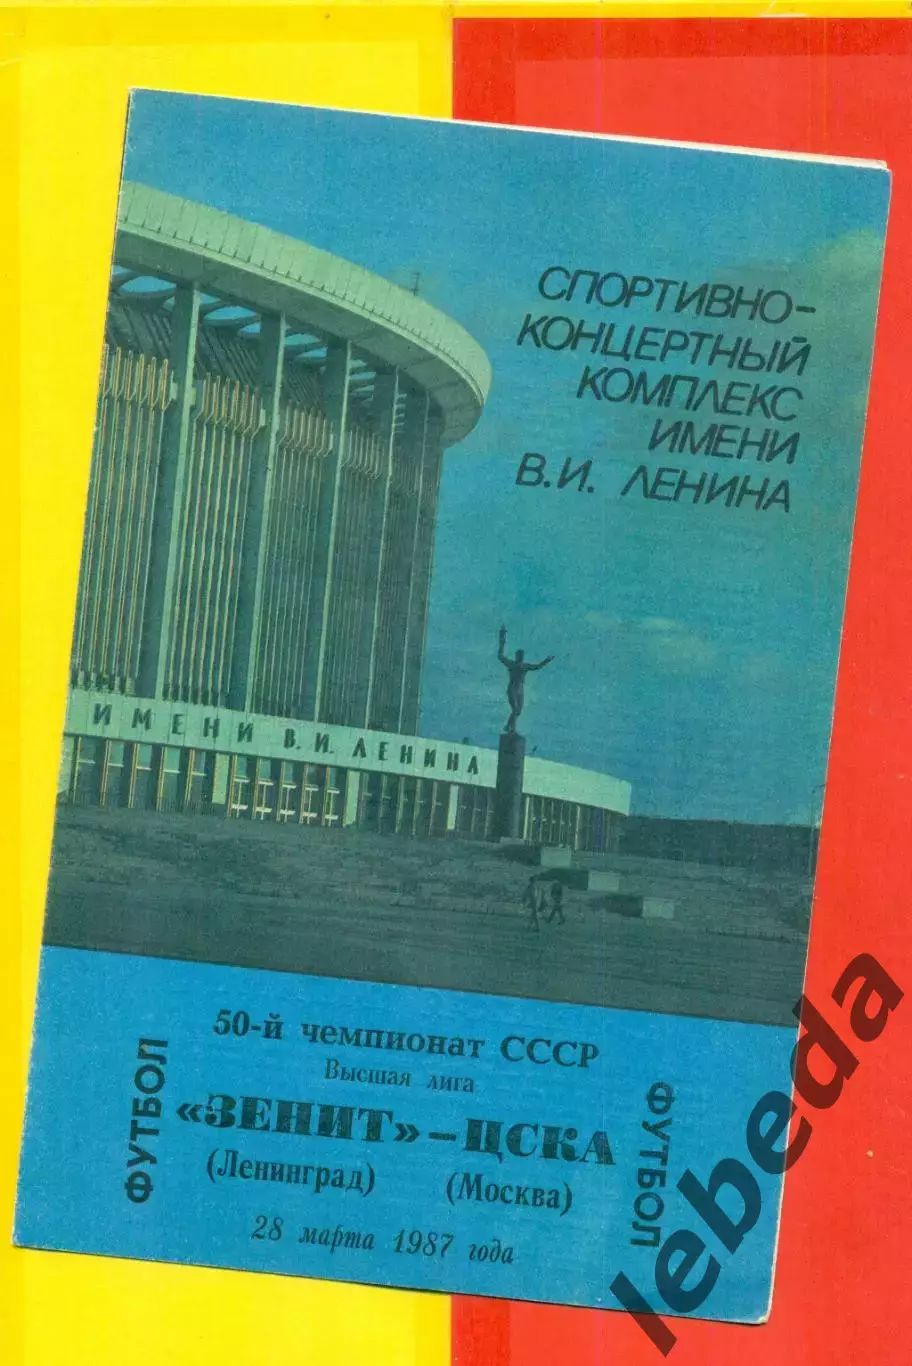 СПОРТИВНО-
КОНЦЕРТНЫЙ
КОМПЛЕКС
ИМЕНИ
В.И. ЛЕНИНА
ИМЕНИ В.И. ЛЕНИНА
50-й чемпионат СССР
Высшая лига
«ЗЕНИТ» – ЦСКА
(Ленинград) (Москва)
28 марта 1987 года
ФУТБОЛ
ФУТБОЛ
lebeda